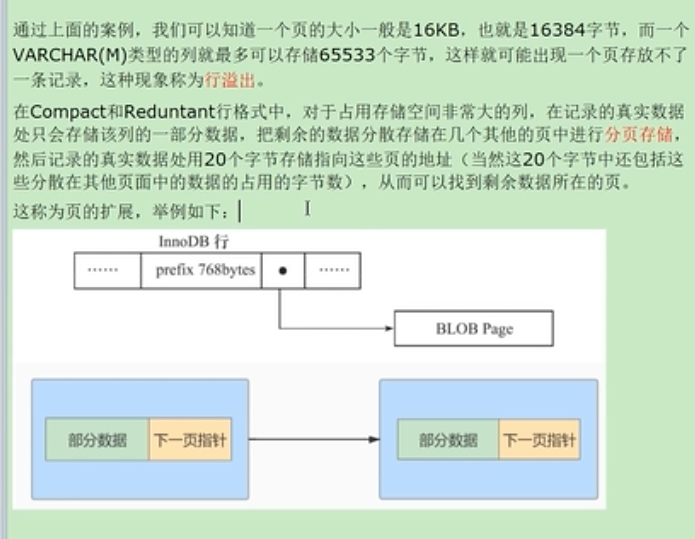 通过上面的案例，我们可以知道一个页的大小一般是16KB，也就是16384字节，而一个
VARCHAR(M)类型的列就最多可以存储65533个字节，这样就可能出现一个页存放不了
一条记录，这种现象称为行溢出。
在Compact和Reduntant行格式中，对于占用存储空间非常大的列，在记录的真实数据
处只会存储该列的一部分数据，把剩余的数据分散存储在几个其他的页中进行分页存储，
然后记录的真实数据处用20个字节存储指向这些页的地址（当然这20个字节中还包括这
些分散在其他页面中的数据的占用的字节数），从而可以找到剩余数据所在的页。
这称为页的扩展，举例如下：
InnoDB 行
······ prefix 768bytes ● ······
BLOB Page
部分数据 下一页指针 部分数据 下一页指针